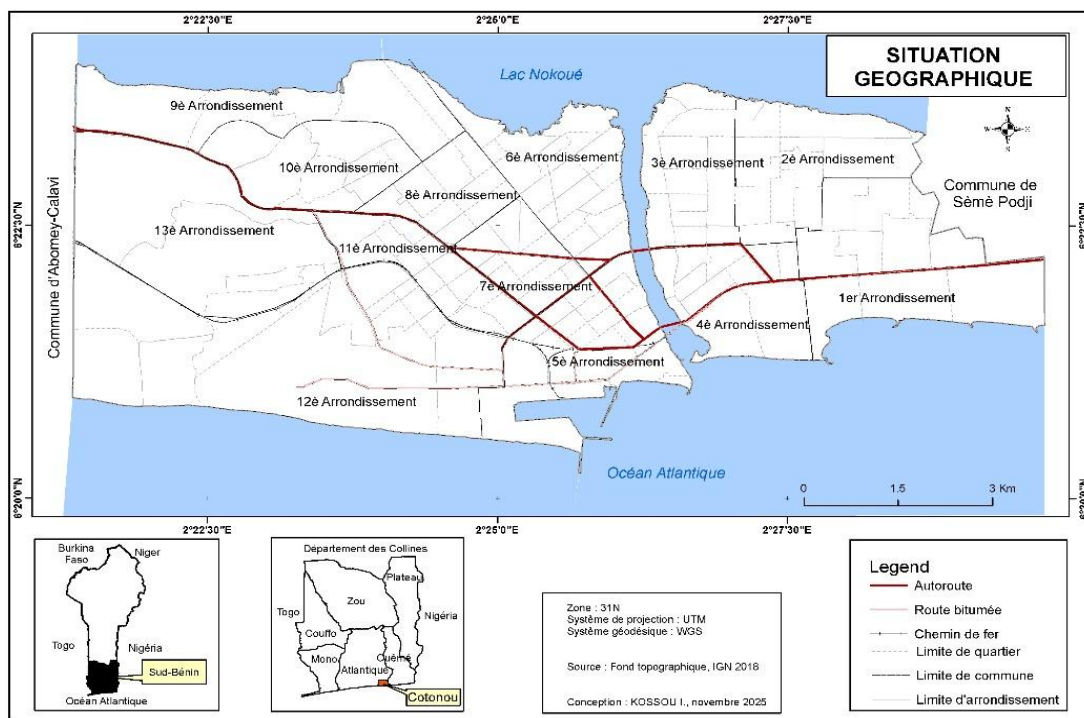 2°22'30"E
2°26'0"E
2°27'30"E
SITUATION
GEOGRAPHIQUE
Lac Nokoué
9è Arrondissement
10è Arrondissement
6è Arrondissement
3è Arrondissement
2è Arrondissement
8è Arrondissement
Commune de
Sèmè Podji
13è Arrondissement
11è Arrondissement
7è Arrondissement
1er Arrondissement
4è Arrondissement
5è Arrondissement
12è Arrondissement
Commune d'Abomey-Calavi
6°22'30"N
6°20'0"N
Océan Atlantique
0
1.5
3 Km
2°22'30"E
2°25'0"E
2°27'30"E
Burkina
Faso
Niger
Togo
Nigéria
Sud-Bénin
Océan Atlantique
Département des Collines
Plateau
Zou
Togo
Nigéria
Couffo
Mono
Atlantique
Ouémé
Cotonou
Zone : 31N
Système de projection : UTM
Système géodésique : WGS
Source : Fond topographique, IGN 2018
Conception : KOSSOU I., novembre 2025
Legend
Autoroute
Route bitumée
Chemin de fer
Limite de quartier
Limite de commune
Limite d'arrondissement